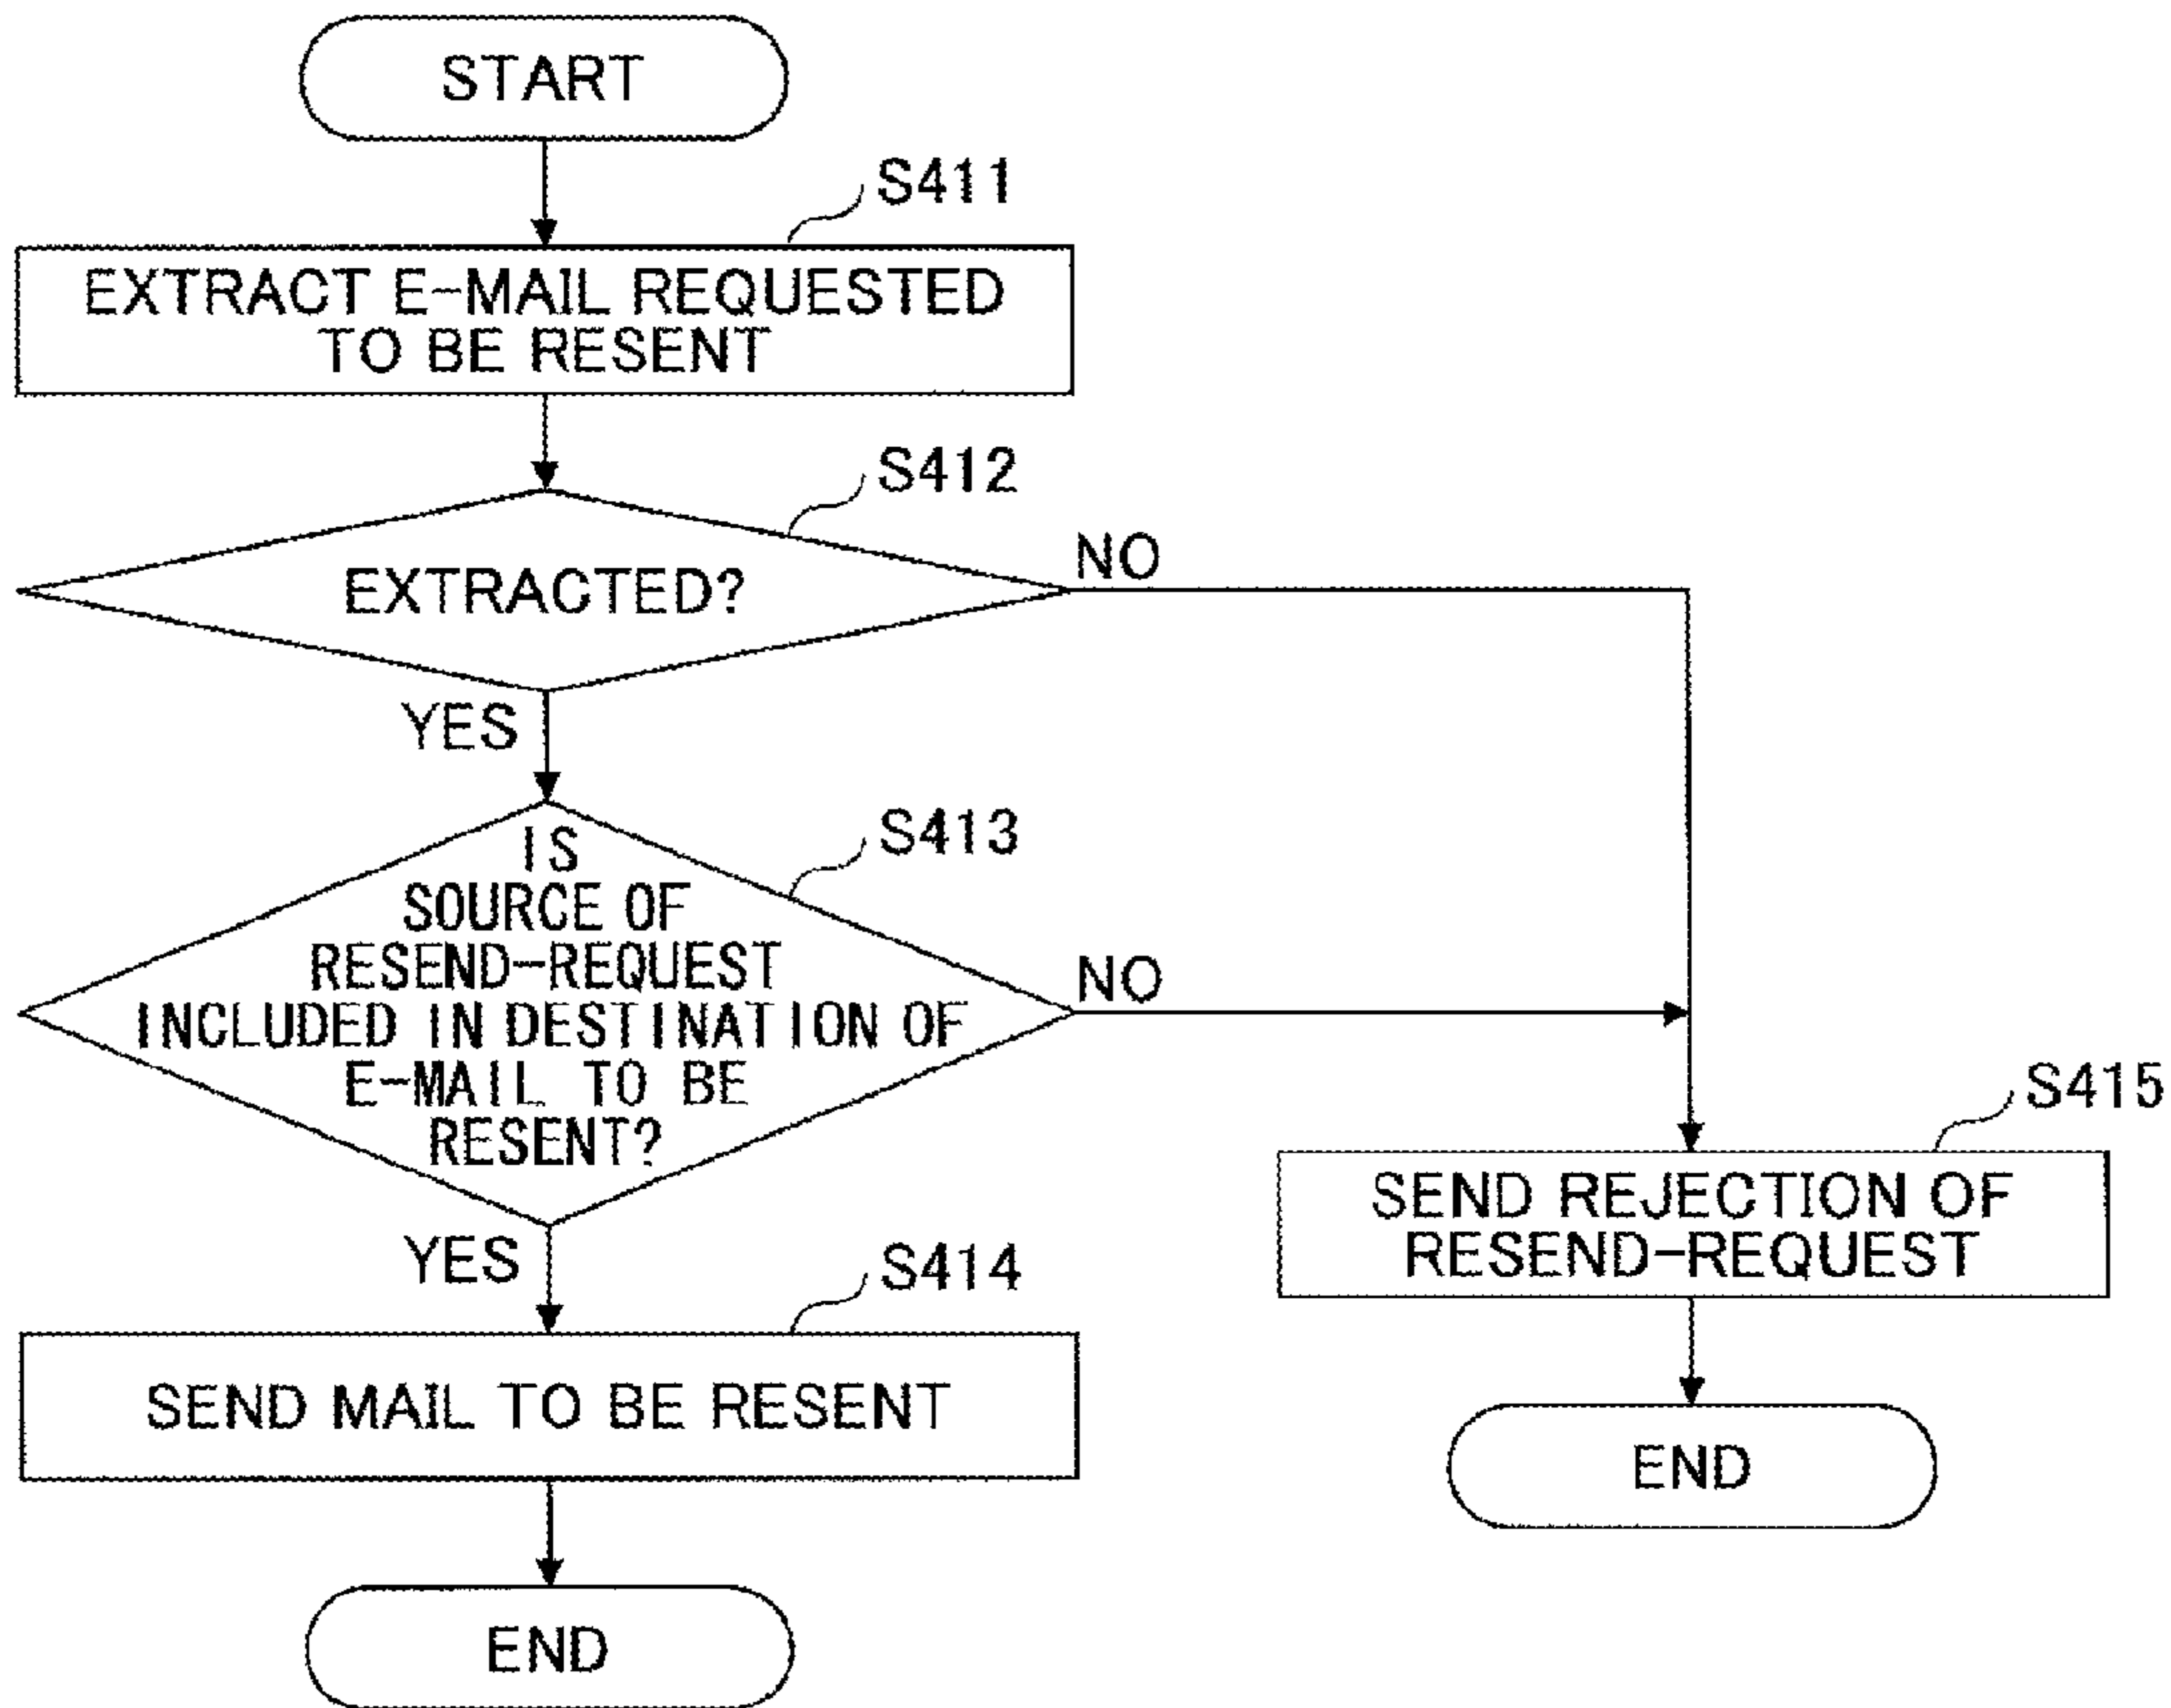 START
S411
EXTRACT E-MAIL REQUESTED
TO BE RESENT
S412
EXTRACTED?
NO
YES
S413
IS
SOURCE OF
RESEND-REQUEST
INCLUDED IN DESTINATION OF
E-MAIL TO BE
RESENT?
NO
YES
S414
SEND MAIL TO BE RESENT
END
S415
SEND REJECTION OF
RESEND-REQUEST
END